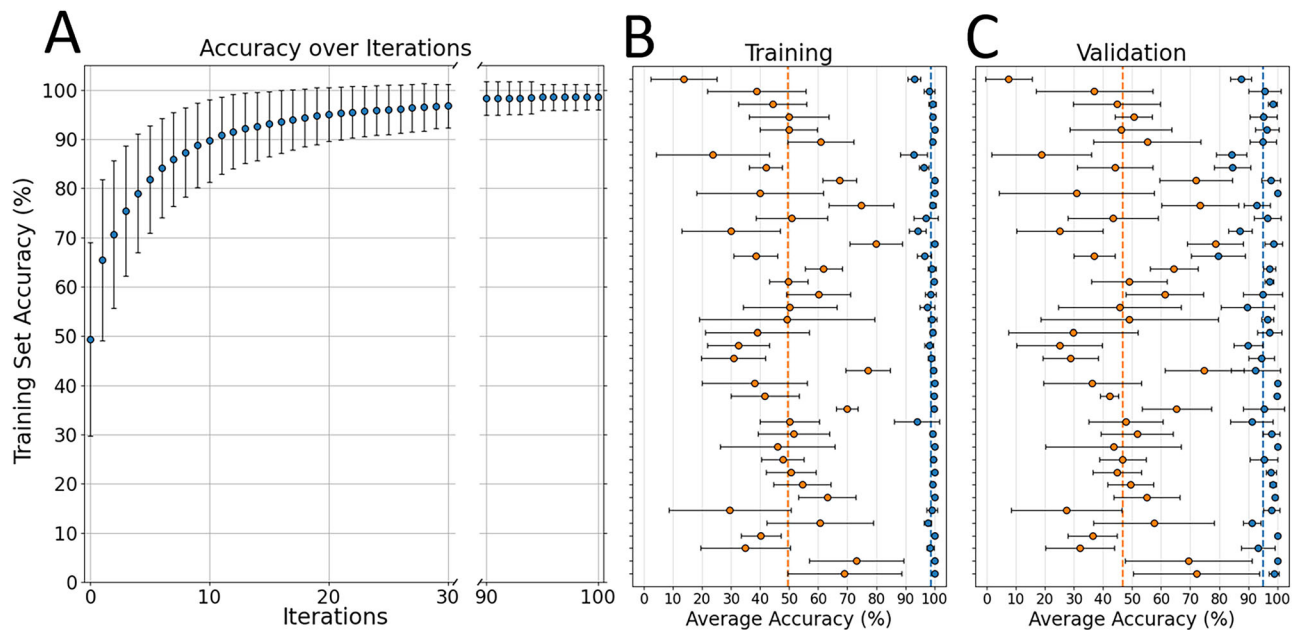 A
Accuracy over Iterations
Training Set Accuracy (%)
100
90
80
70
60
50
40
30
20
10
0
0 10 20 30 90 100
Iterations
B
Training
0 10 20 30 40 50 60 70 80 90 100
Average Accuracy (%)
C
Validation
0 10 20 30 40 50 60 70 80 90 100
Average Accuracy (%)